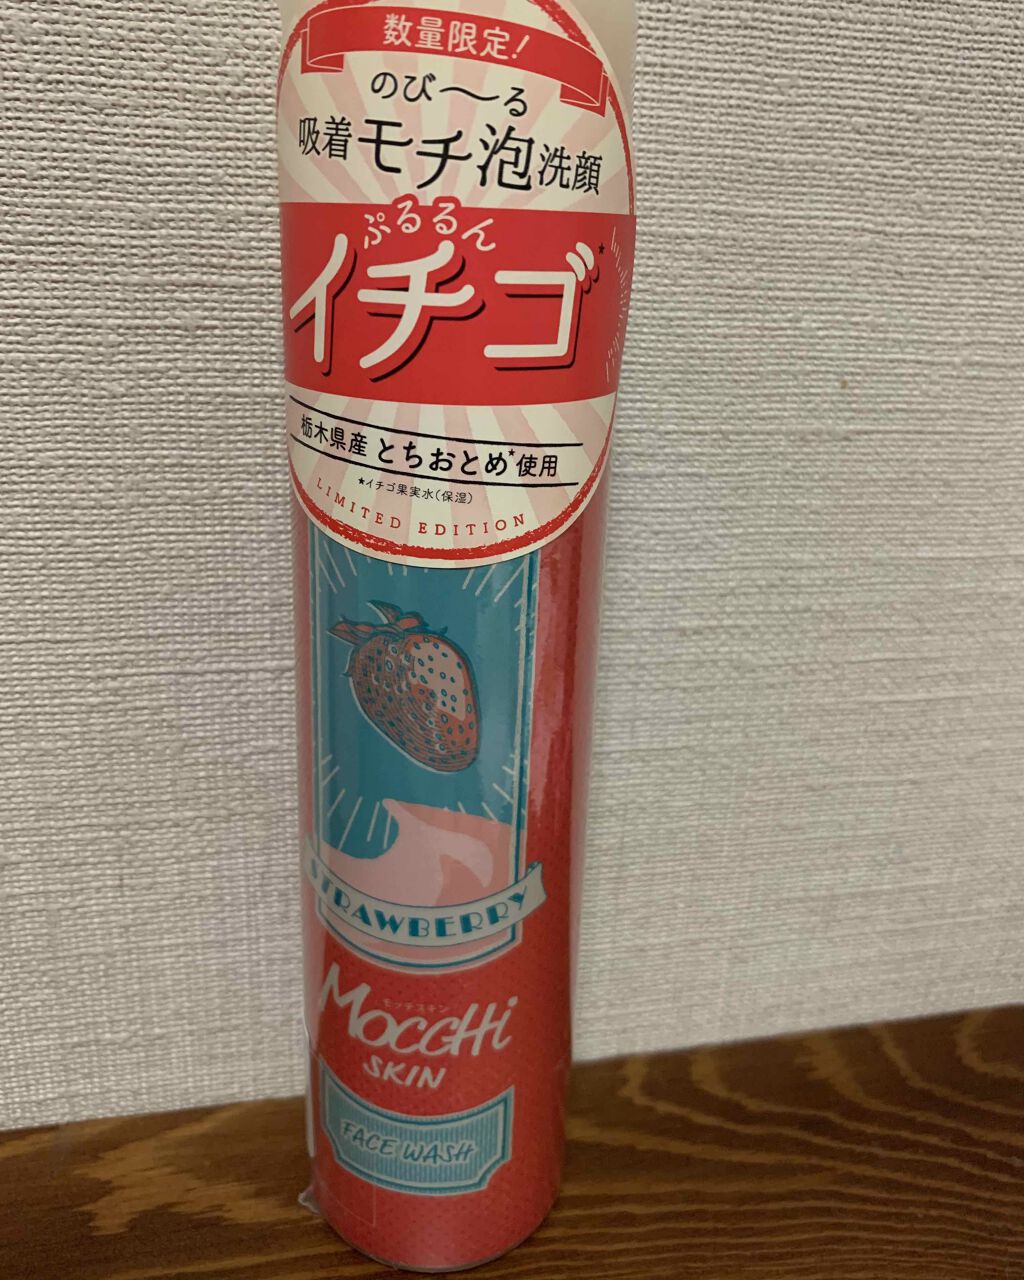 数量限定!
のび〜る
吸着モチ泡洗顔
ぷるるん
イチゴ★
栃木県産 とちおとめ★使用
★イチゴ果実水(保湿)
LIMITED EDITION
STRAWBERRY
モッチスキン
MOCCHi
SKIN
FACE WASH